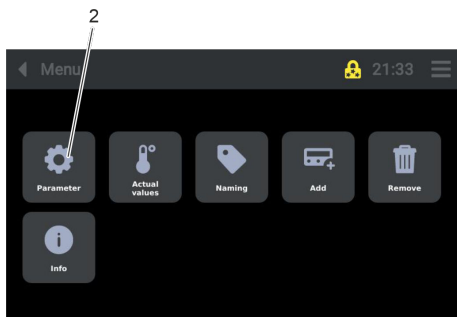 2
Menu
21:33
Parameter
Actual
values
Naming
Add
Remove
Info